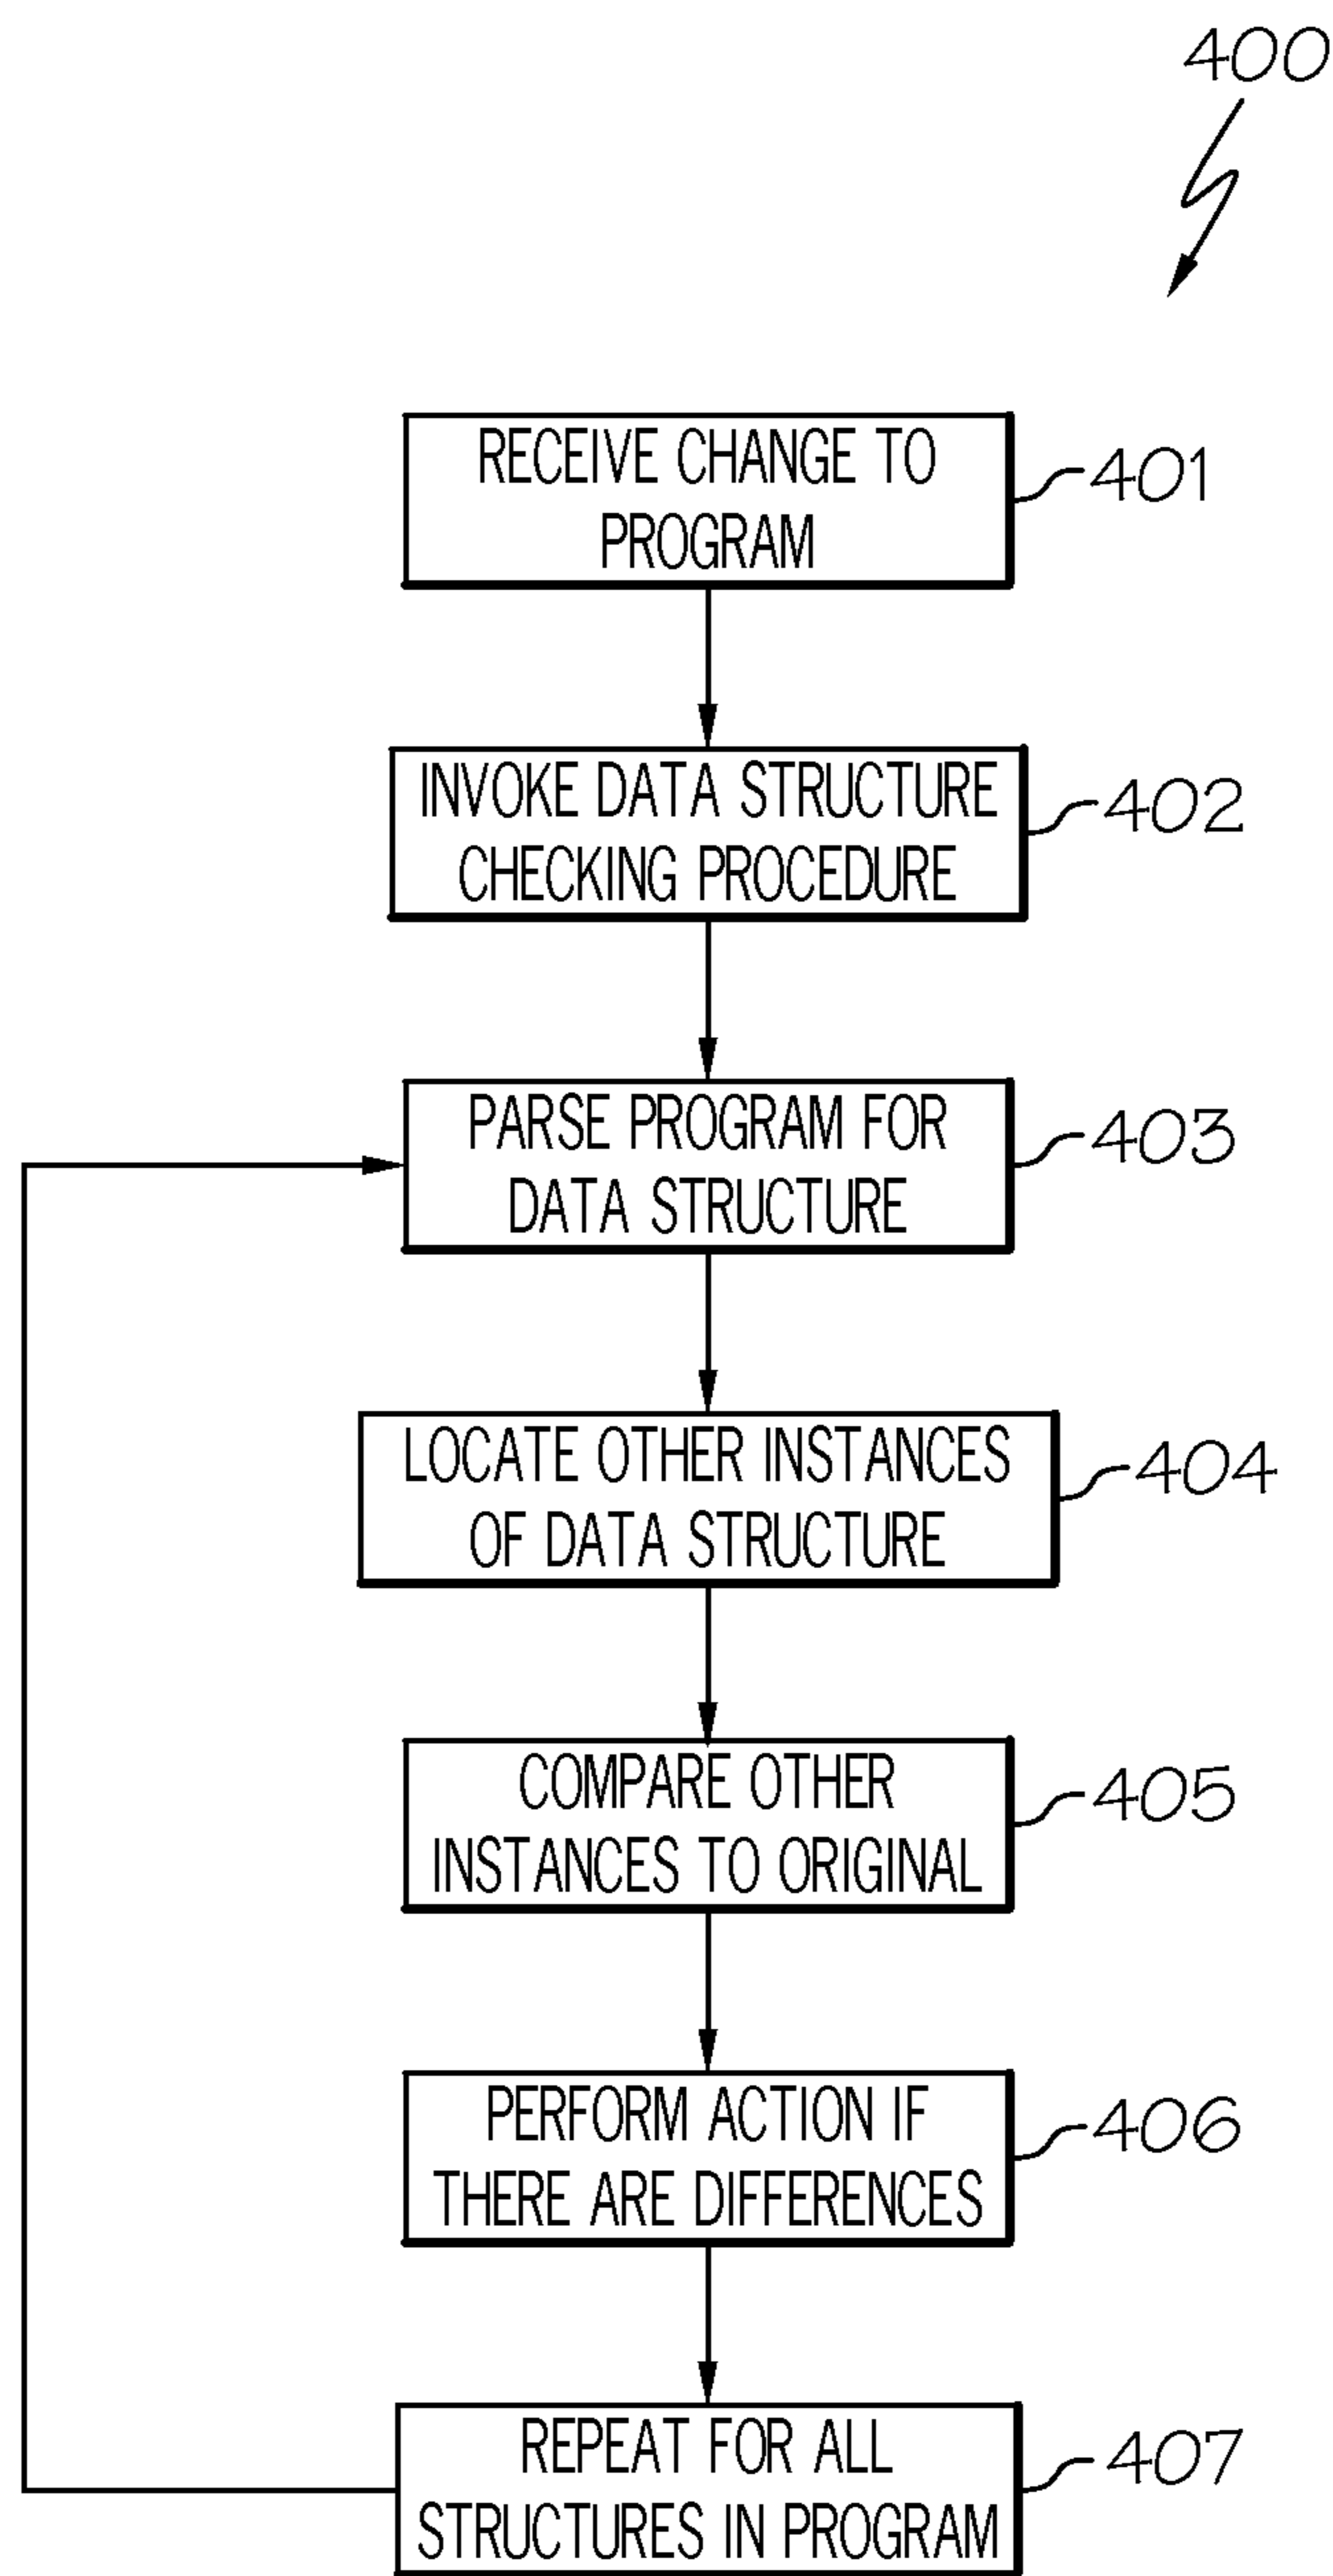 400
RECEIVE CHANGE TO
PROGRAM
401
INVOKE DATA STRUCTURE
CHECKING PROCEDURE
402
PARSE PROGRAM FOR
DATA STRUCTURE
403
LOCATE OTHER INSTANCES
OF DATA STRUCTURE
404
COMPARE OTHER
INSTANCES TO ORIGINAL
405
PERFORM ACTION IF
THERE ARE DIFFERENCES
406
REPEAT FOR ALL
STRUCTURES IN PROGRAM
407